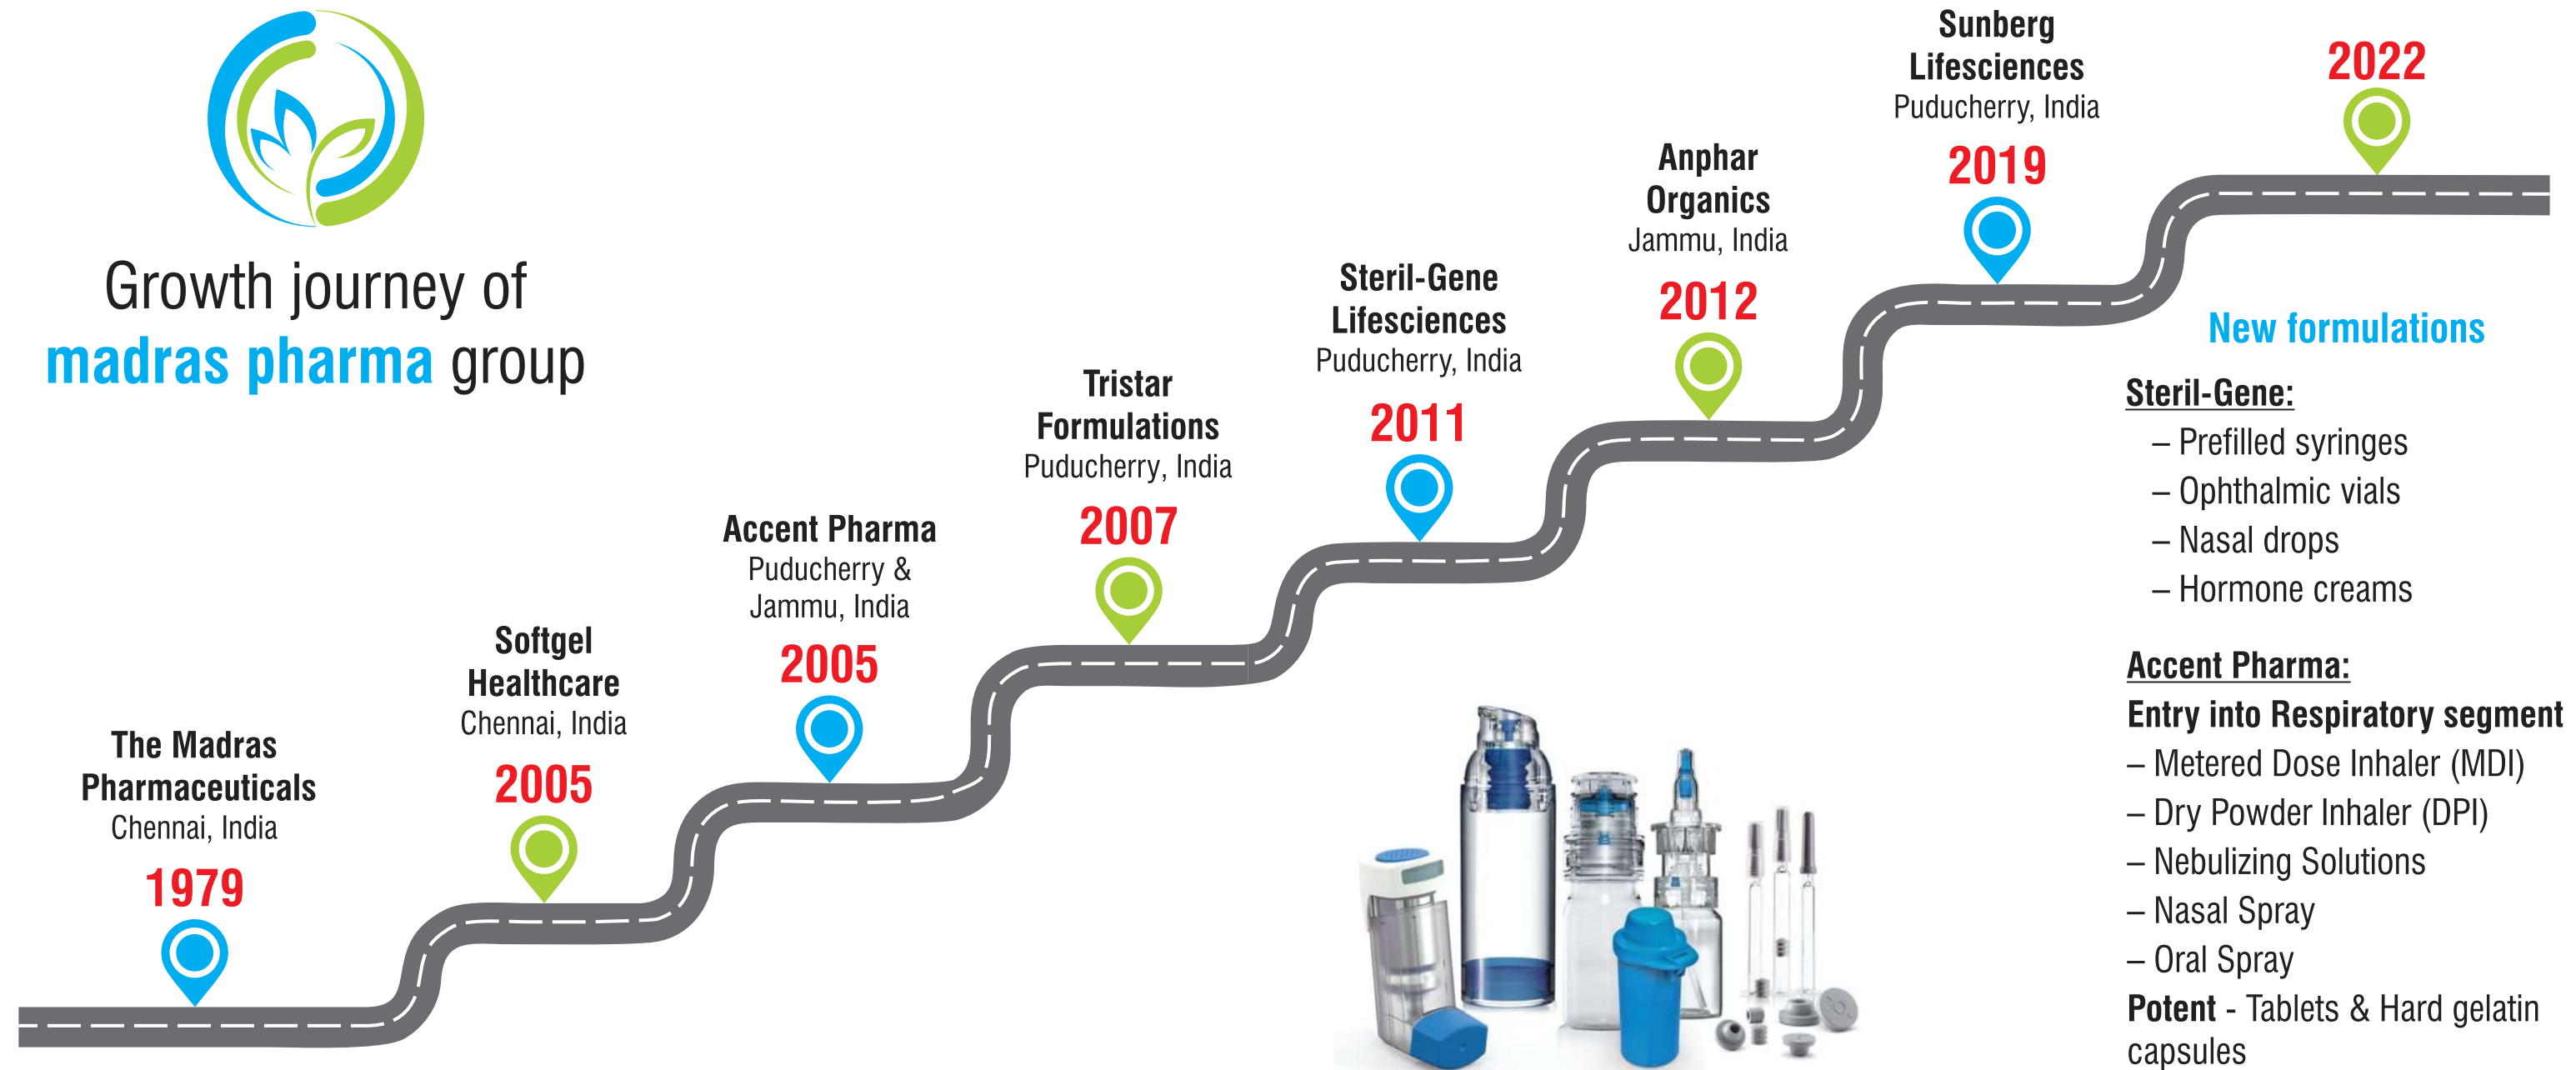 Growth journey of
madras pharma group
The Madras
Pharmaceuticals
Chennai, India
1979
Softgel
Healthcare
Chennai, India
2005
Accent Pharma
Puducherry &
Jammu, India
2005
Tristar
Formulations
Puducherry, India
2007
Steril-Gene
Lifesciences
Puducherry, India
2011
Anphar
Organics
Jammu, India
2012
Sunberg
Lifesciences
Puducherry, India
2019
2022
New formulations
Steril-Gene:
– Prefilled syringes
– Ophthalmic vials
– Nasal drops
– Hormone creams
Accent Pharma:
Entry into Respiratory segment
– Metered Dose Inhaler (MDI)
– Dry Powder Inhaler (DPI)
– Nebulizing Solutions
– Nasal Spray
– Oral Spray
Potent - Tablets & Hard gelatin
capsules